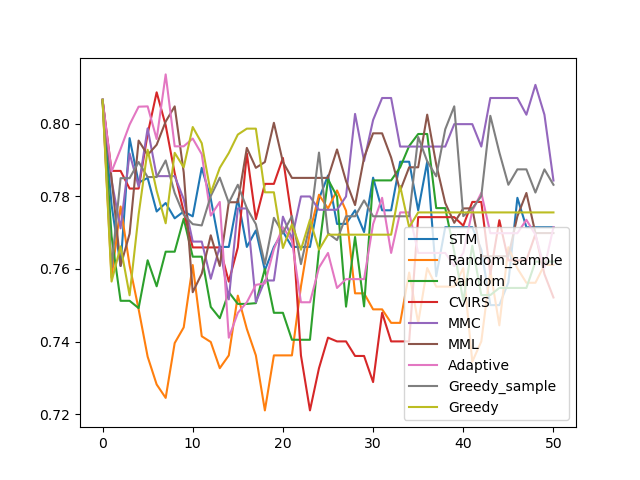 0.80
0.78
0.76
0.74
0.72
0
10
20
30
40
50
STM
Random_sample
Random
CVIRS
MMC
MML
Adaptive
Greedy_sample
Greedy